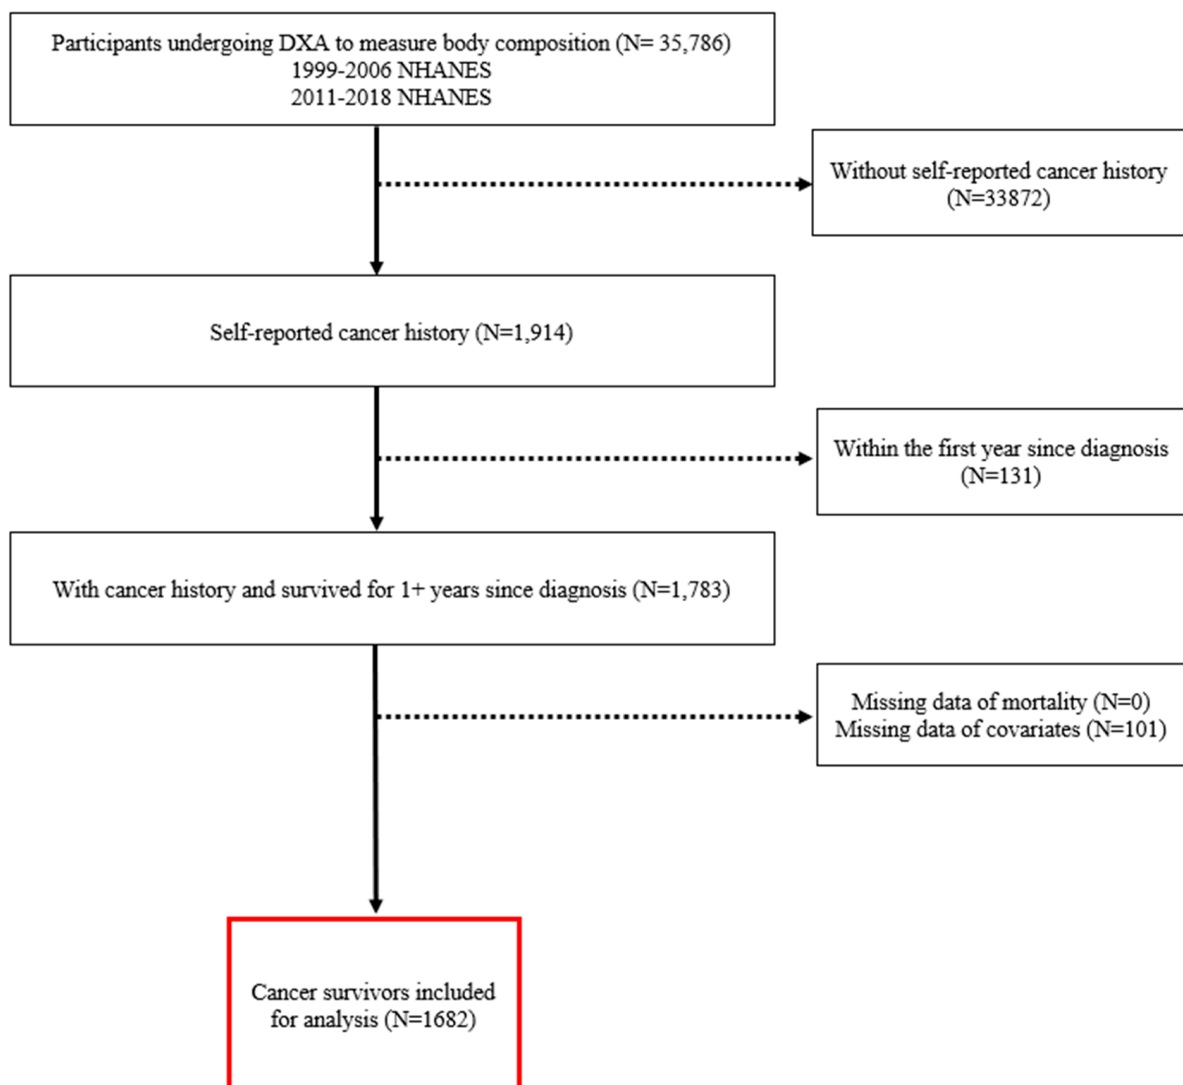 Participants undergoing DXA to measure body composition (N= 35,786)
1999-2006 NHANES
2011-2018 NHANES
Without self-reported cancer history
(N=33872)
Self-reported cancer history (N=1,914)
Within the first year since diagnosis
(N=131)
With cancer history and survived for 1+ years since diagnosis (N=1,783)
Missing data of mortality (N=0)
Missing data of covariates (N=101)
Cancer survivors included
for analysis (N=1682)